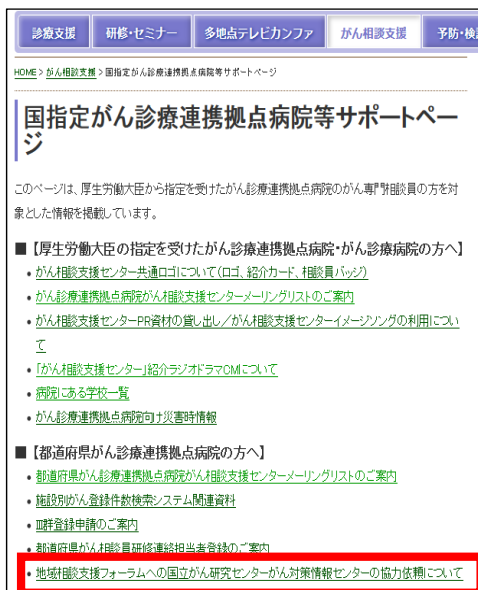 診療支援 研修・セミナー 多地点テレビカンファ がん相談支援 予防・検
HOME > がん相談支援 > 国指定がん診療連携拠点病院等サポートページ
国指定がん診療連携拠点病院等サポートペー
ジ
このページは、厚生労働大臣から指定を受けたがん診療連携拠点病院のがん専門相談員の方を対
象とした情報を掲載しています。
■【厚生労働大臣の指定を受けたがん診療連携拠点病院・がん診療病院の方へ】
• がん相談支援センター共通ロゴについて(ロゴ、紹介カード、相談員バッジ)
• がん診療連携拠点病院がん相談支援センターメーリングリストのご案内
• がん相談支援センターPR資材の貸し出し／がん相談支援センターイメージソングの利用につい
て
• 「がん相談支援センター」紹介ラジオドラマCMについて
• 病院にある学校一覧
• がん診療連携拠点病院向け災害時情報
■【都道府県がん診療連携拠点病院の方へ】
• 都道府県がん診療連携拠点病院がん相談支援センターメーリングリストのご案内
• 施設別がん登録件数検索システム関連資料
• Ⅲ群登録申請のご案内
• 都道府県がん相談員研修連絡担当者登録のご案内
• 地域相談支援フォーラムへの国立がん研究センターがん対策情報センターの協力依頼について